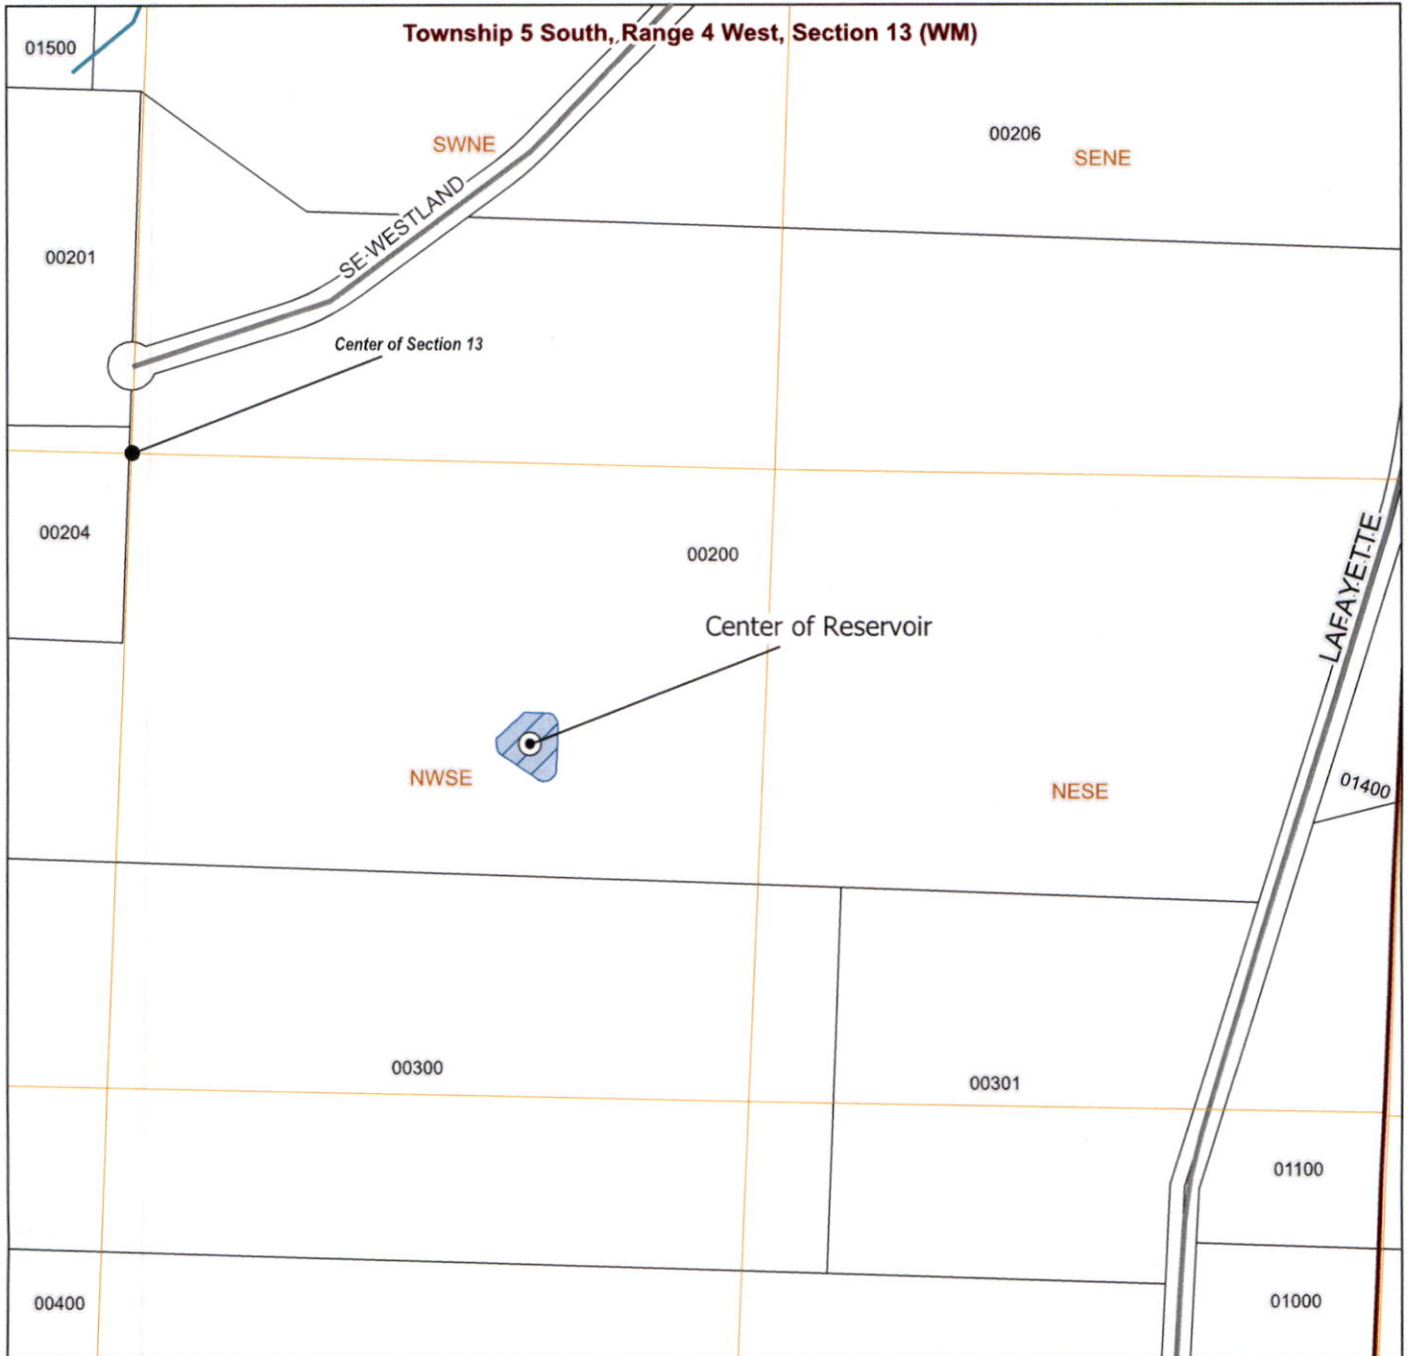 Township 5 South, Range 4 West, Section 13 (WM)
01500
SWNE
00206
SENE
SE WESTLAND
00201
Center of Section 13
00204
00200
LAFAYETTE
Center of Reservoir
NWSE
NESE
01400
00300
00301
01100
00400
01000